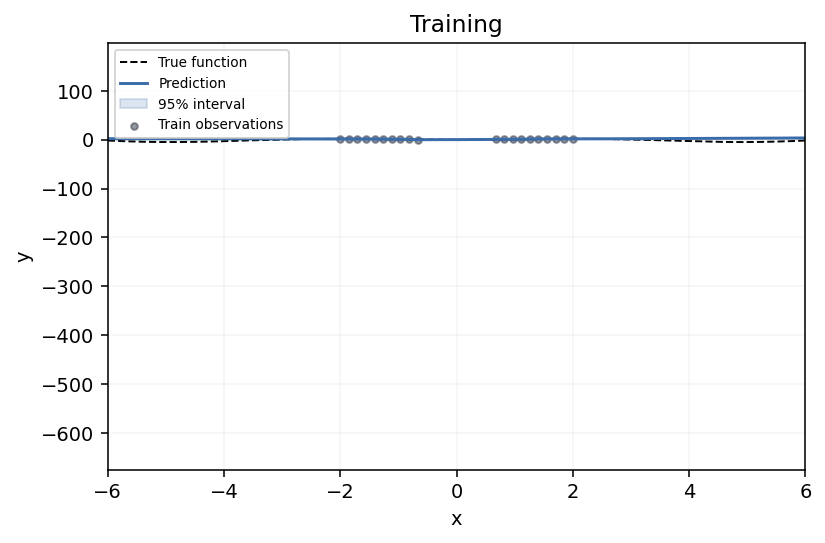 Training
True function
Prediction
95% interval
Train observations
y
100
0
−100
−200
−300
−400
−500
−600
−6
−4
−2
0
2
4
6
x